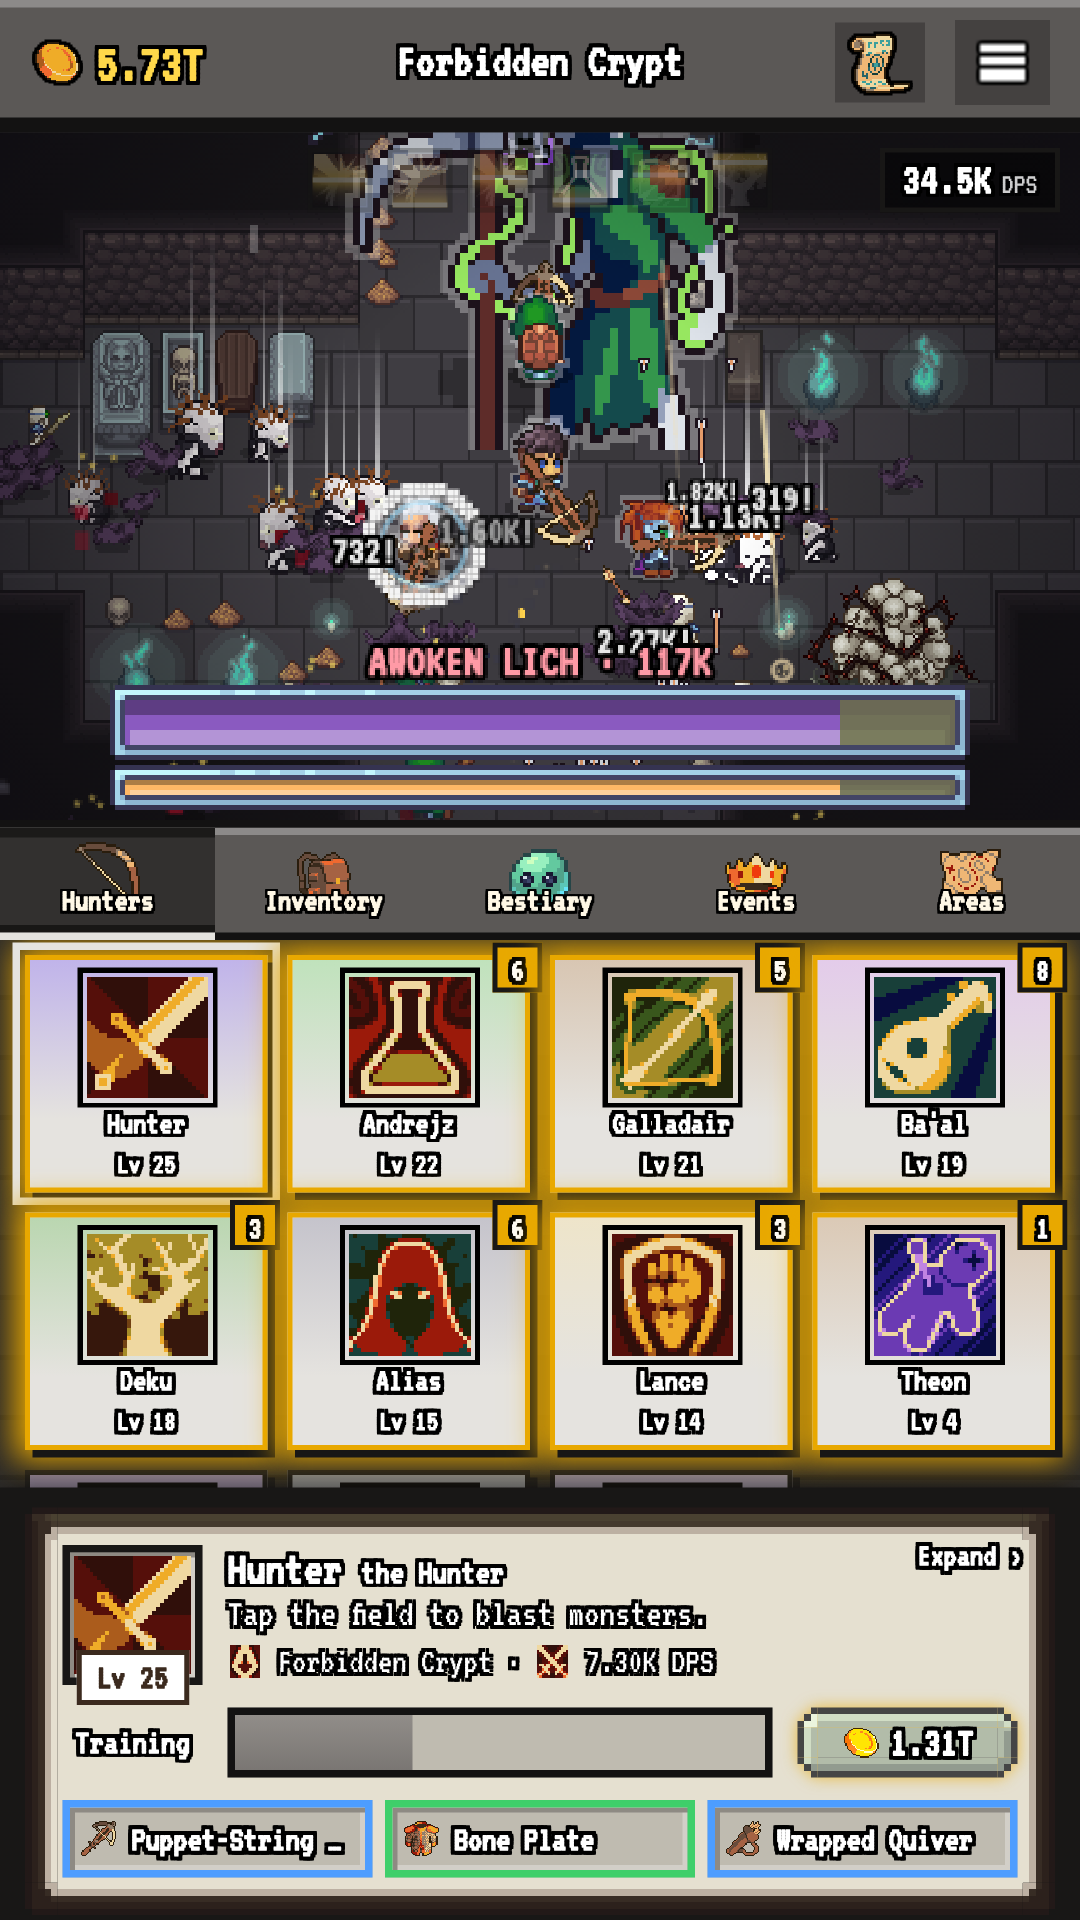 5.73T
Forbidden Crypt
34.5K DPS
1.82K!
319!
1.13K!
1.60K!
732!
2.27K!
AWOKEN LICH · 117K
Hunters
Inventory
Bestiary
Events
Areas
6
5
8
Hunter
Lv 25
Andrejz
Lv 22
Galladair
Lv 21
Ba'al
Lv 19
3
6
3
1
Deku
Lv 18
Alias
Lv 15
Lance
Lv 14
Theon
Lv 4
Hunter the Hunter
Expand ›
Tap the field to blast monsters.
Forbidden Crypt · 7.30K DPS
Lv 25
Training
1.31T
Puppet-String …
Bone Plate
Wrapped Quiver